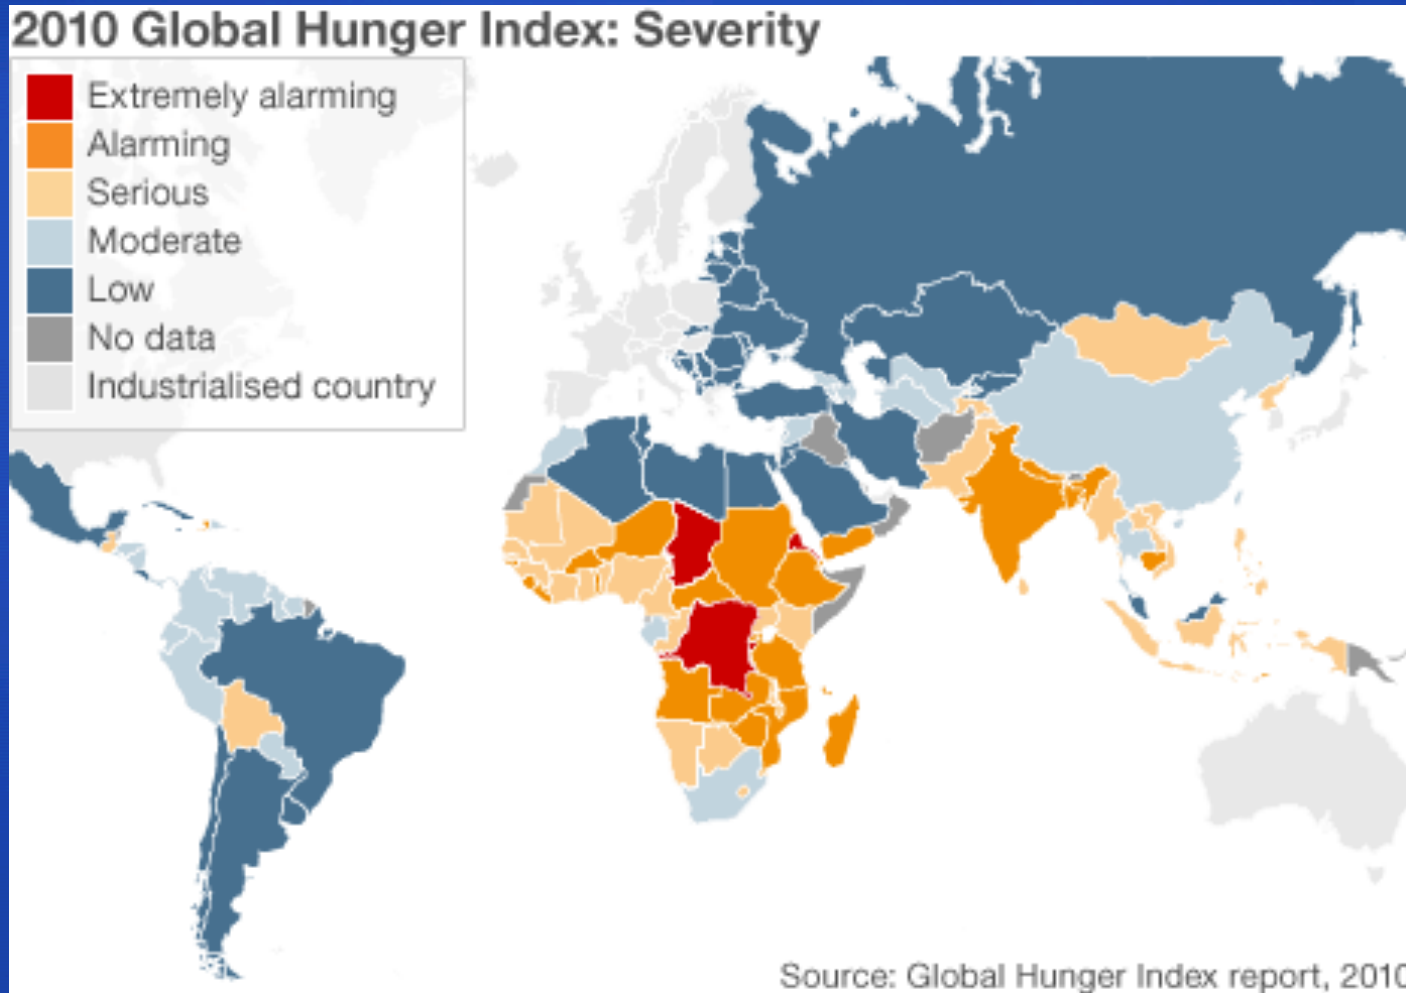 2010 Global Hunger Index: Severity
Extremely alarming
Alarming
Serious
Moderate
Low
No data
Industrialised country
Source: Global Hunger Index report, 2010